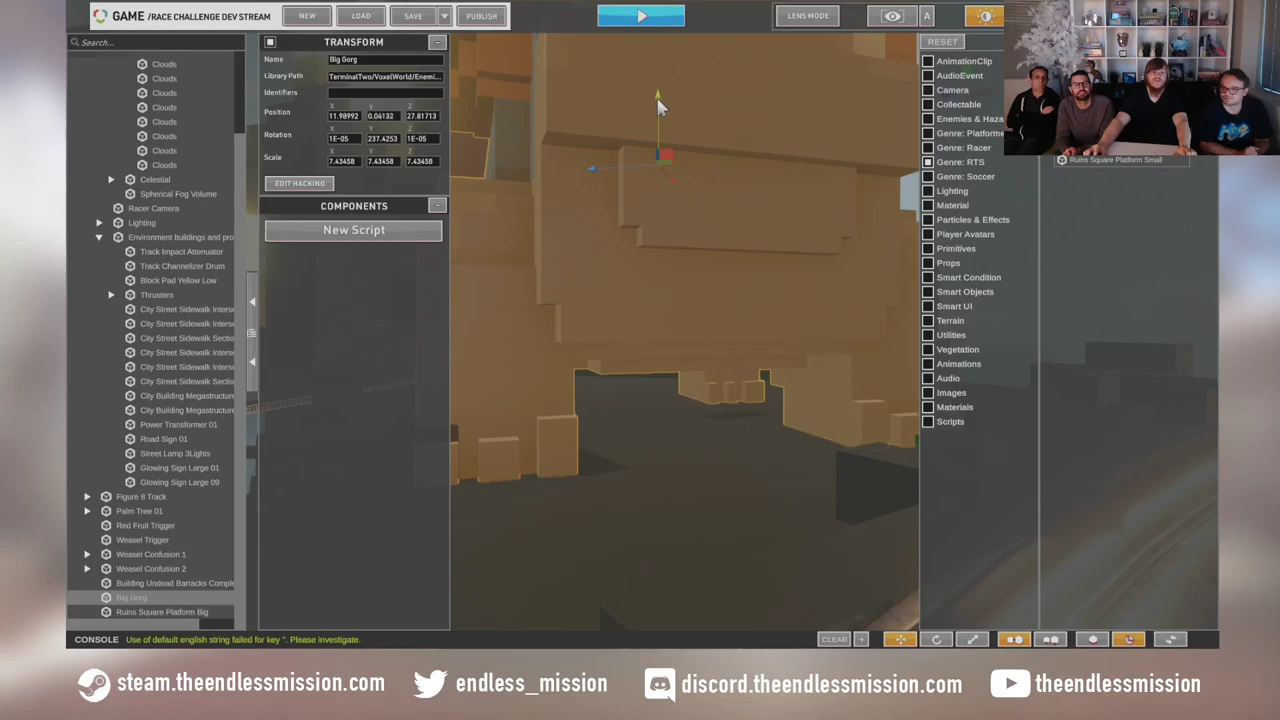 GAME /RACE CHALLENGE DEV STREAM
NEW
LOAD
SAVE
PUBLISH
LENS MODE
A
Search...
Clouds
Clouds
Clouds
Clouds
Clouds
Clouds
Clouds
Clouds
Celestial
Spherical Fog Volume
Racer Camera
Lighting
Environment buildings and pro
Track Impact Attenuator
Track Channelizer Drum
Block Pad Yellow Low
Thrusters
City Street Sidewalk Interse
City Street Sidewalk Interse
City Street Sidewalk Sectio
City Street Sidewalk Interse
City Street Sidewalk Interse
City Street Sidewalk Sectio
City Building Megastructure
City Building Megastructure
Power Transformer 01
Road Sign 01
Street Lamp 3Lights
Glowing Sign Large 01
Glowing Sign Large 09
Figure 8 Track
Palm Tree 01
Red Fruit Trigger
Weasel Trigger
Weasel Confusion 1
Weasel Confusion 2
Building Undead Barracks Comple
Big Gorg
Ruins Square Platform Big
TRANSFORM
Name Big Gorg
Library Path TerminalTwo/VoxelWorld/Enemi...
Identifiers
X Y Z
Position 11.98992 0.04132 27.81713
X Y Z
Rotation 1E-05 237.4253 1E-05
X Y Z
Scale 7.43458 7.43458 7.43458
EDIT HACKING
COMPONENTS
New Script
RESET
AnimationClip
AudioEvent
Camera
Collectable
Enemies & Haza
Genre: Platforme
Genre: Racer
Genre: RTS
Genre: Soccer
Lighting
Material
Particles & Effects
Player Avatars
Primitives
Props
Smart Condition
Smart Objects
Smart UI
Terrain
Utilities
Vegetation
Animations
Audio
Images
Materials
Scripts
Ruins Square Platform Small
CONSOLE Use of default english string failed for key ''. Please investigate.
CLEAR +
steam.theendlessmission.com
endless_mission
discord.theendlessmission.com
theendlessmission